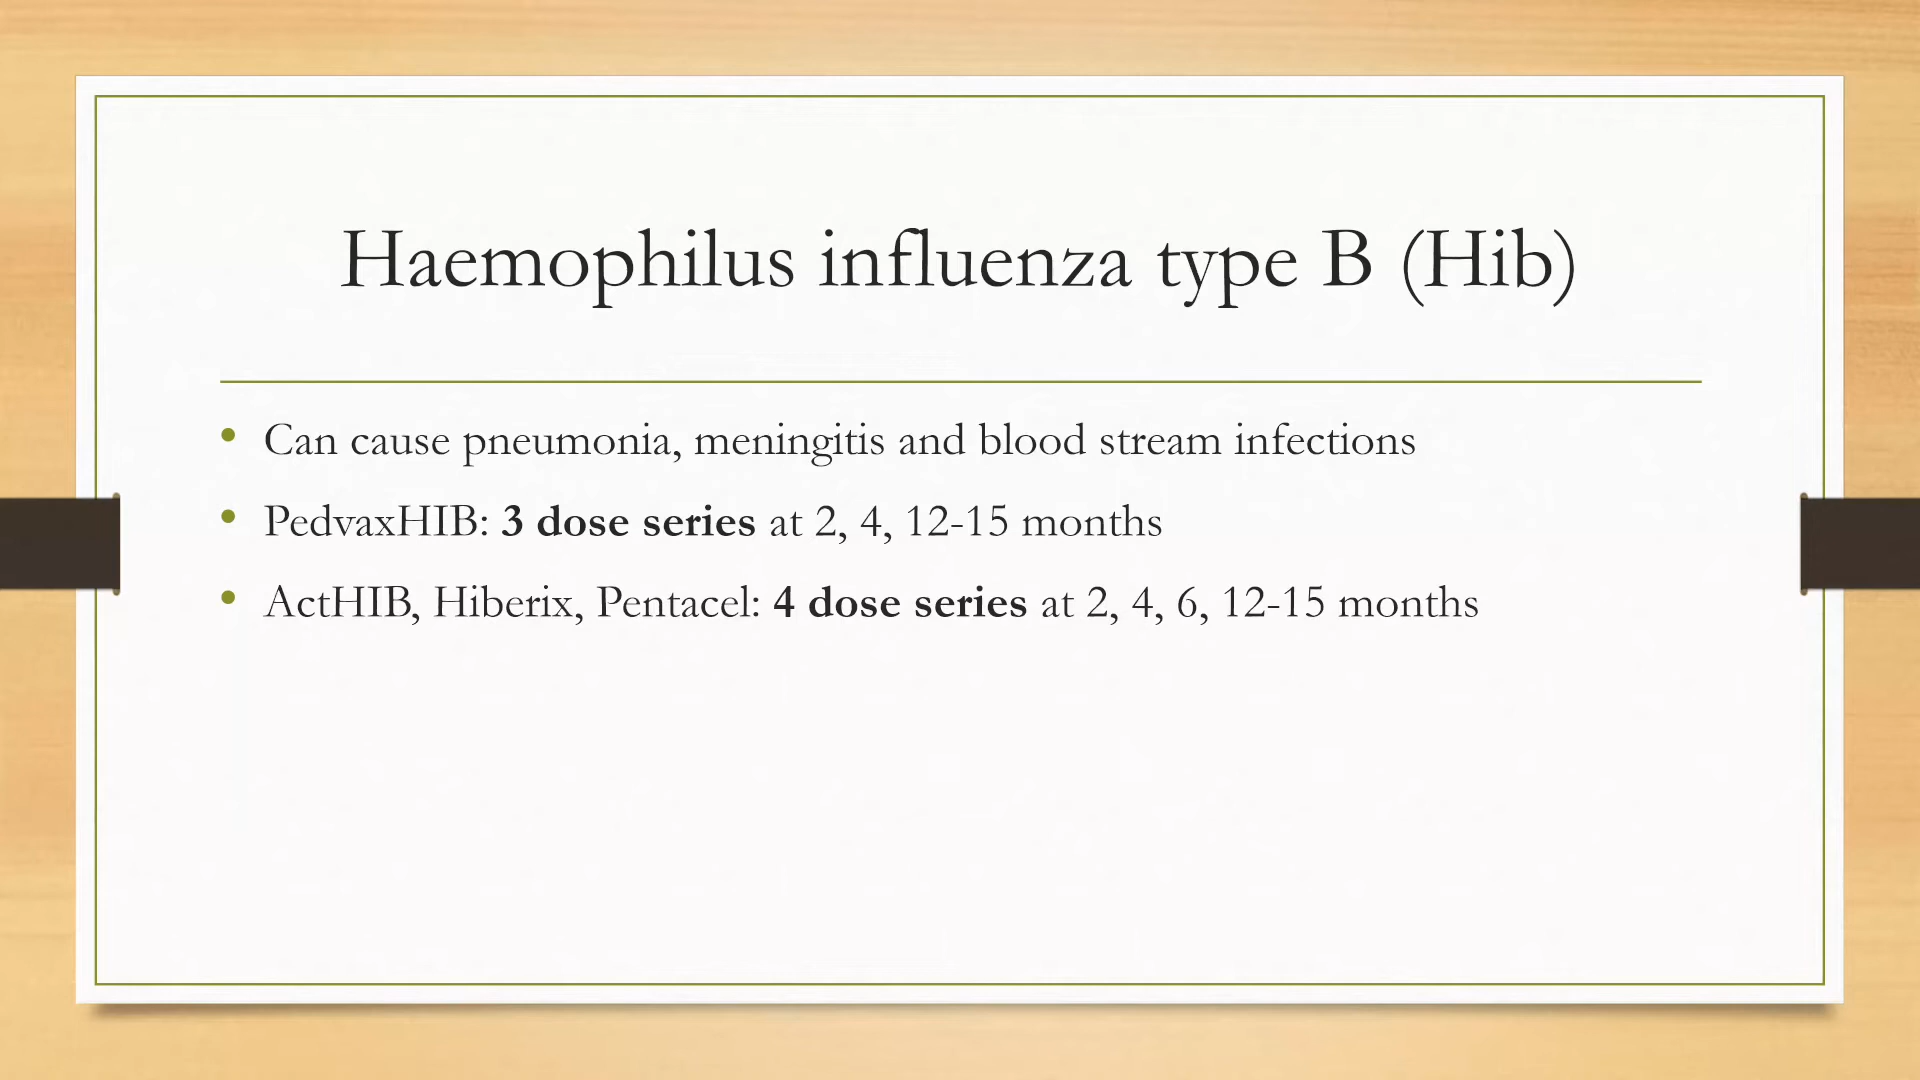 Haemophilus influenza type B (Hib)
• Can cause pneumonia, meningitis and blood stream infections
• PedvaxHIB: 3 dose series at 2, 4, 12-15 months
• ActHIB, Hiberix, Pentacel: 4 dose series at 2, 4, 6, 12-15 months